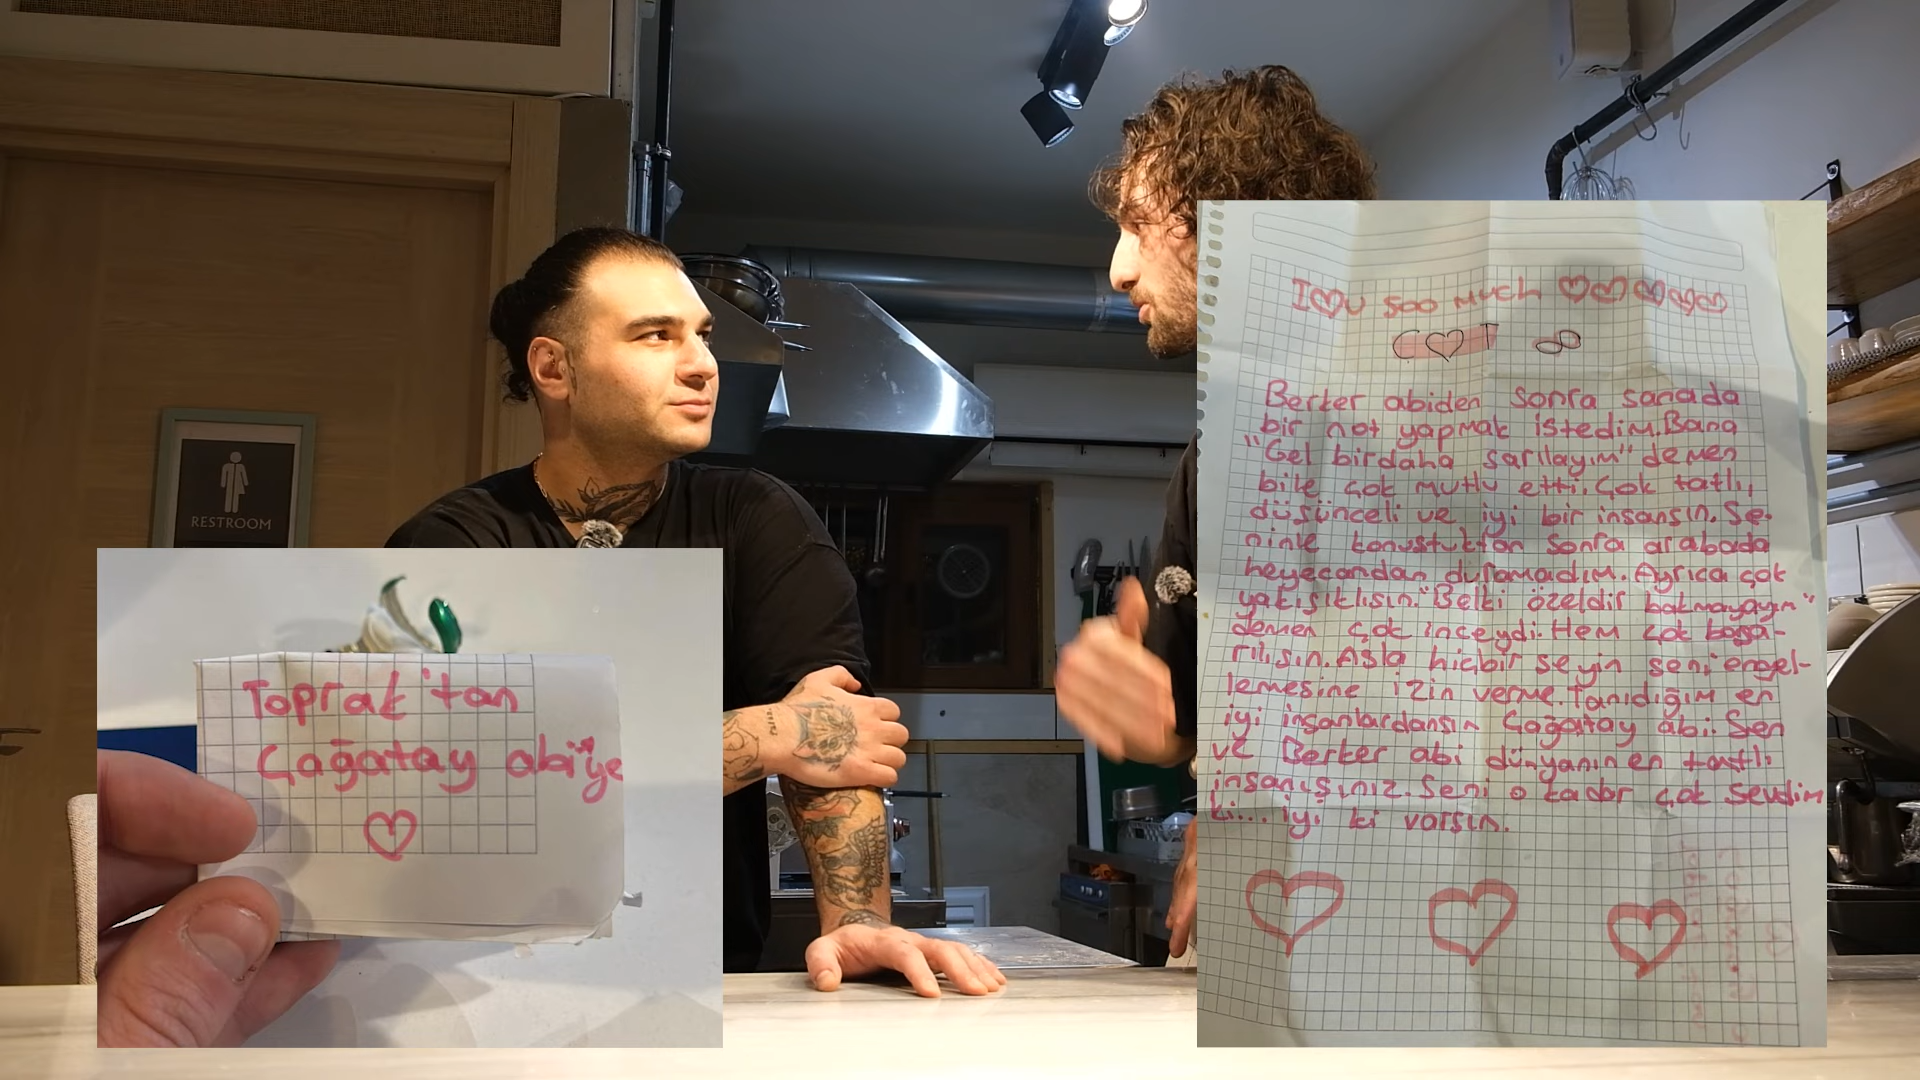 RESTROOM
Toprak'tan
Çağatay abi'ye
I♡U soo much ♡♡♡♡♡
C♡T ∞
Berker abiden sonra sanada
bir not yapmak istedim.Bana
"Gel birdaha sarılayım" demen
bile çok mutlu etti.Çok tatlı,
düşünceli ve iyi bir insansın.Se-
ninle konuştuktan sonra arabada
heyecandan duramadım.Ayrıca çok
yakışıklısın."Belki özeldir bakmayayım"
demen çok inceydi.Hem çok başa-
rılısın.Asla hiçbir şeyin seni engel-
lemesine izin verme.Tanıdığım en
iyi insanlardansın Çağatay abi.Sen
ve Berker abi dünyanın en tatlı
insanısınız.Seni o kadar çok sevdim
ki... iyi ki varsın.